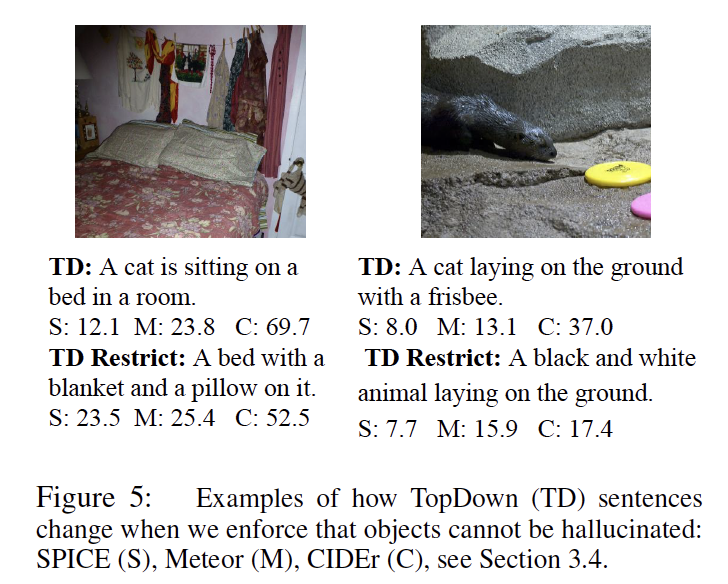 TD: A cat is sitting on a
bed in a room.
S: 12.1 M: 23.8 C: 69.7
TD Restrict: A bed with a
blanket and a pillow on it.
S: 23.5 M: 25.4 C: 52.5
TD: A cat laying on the ground
with a frisbee.
S: 8.0 M: 13.1 C: 37.0
TD Restrict: A black and white
animal laying on the ground.
S: 7.7 M: 15.9 C: 17.4
Figure 5: Examples of how TopDown (TD) sentences
change when we enforce that objects cannot be hallucinated:
SPICE (S), Meteor (M), CIDEr (C), see Section 3.4.